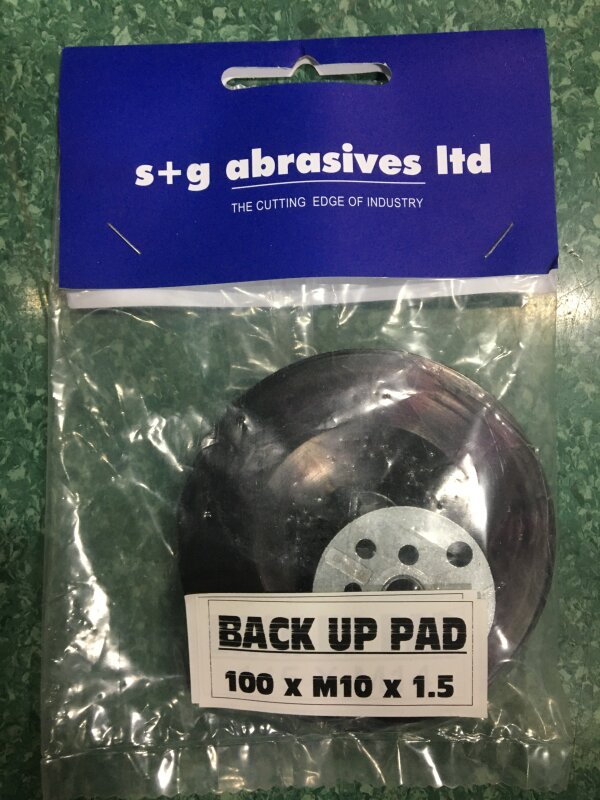 s+g abrasives ltd
THE CUTTING EDGE OF INDUSTRY
BACK UP PAD
100 x M10 x 1.5